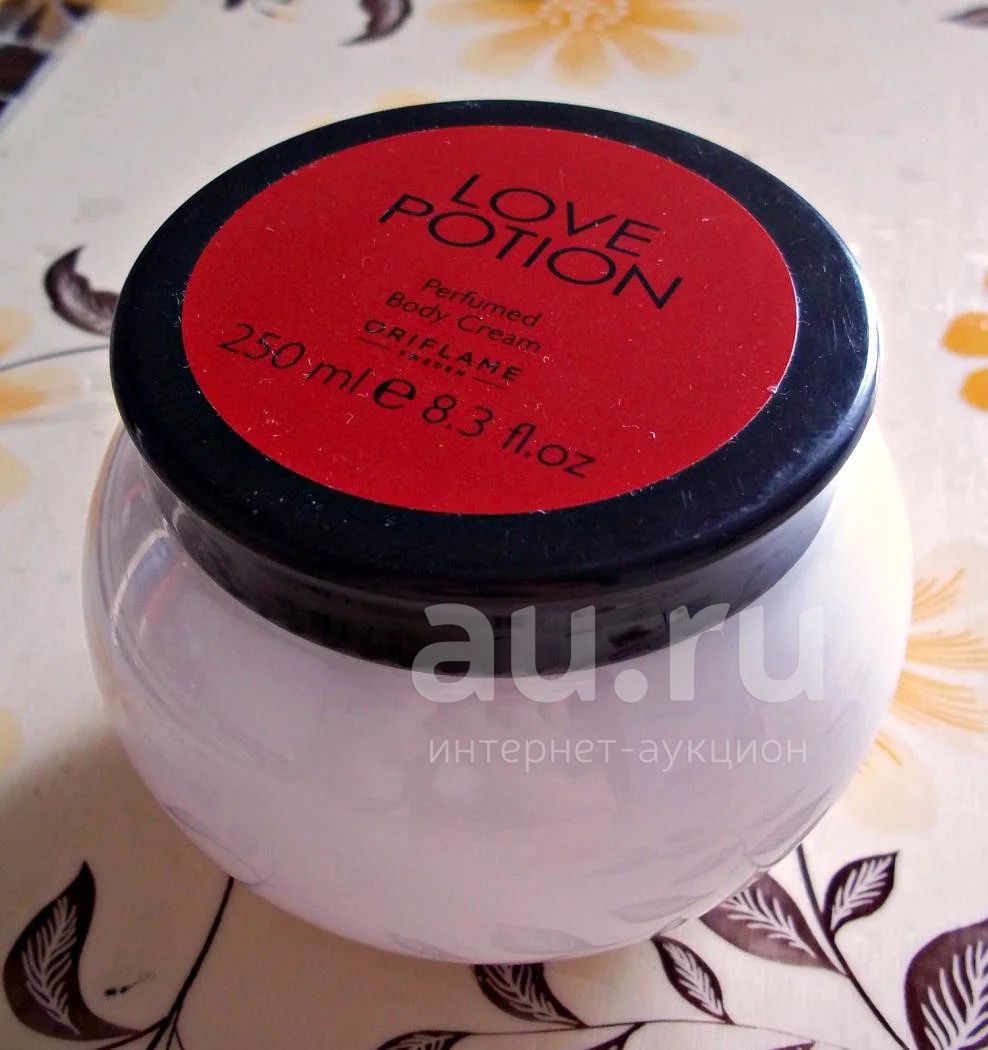 LOVE
POTION
Perfumed
Body Cream
ORIFLAME
SWEDEN
250 ml e 8.3 fl.oz
au.ru
интернет-аукцион